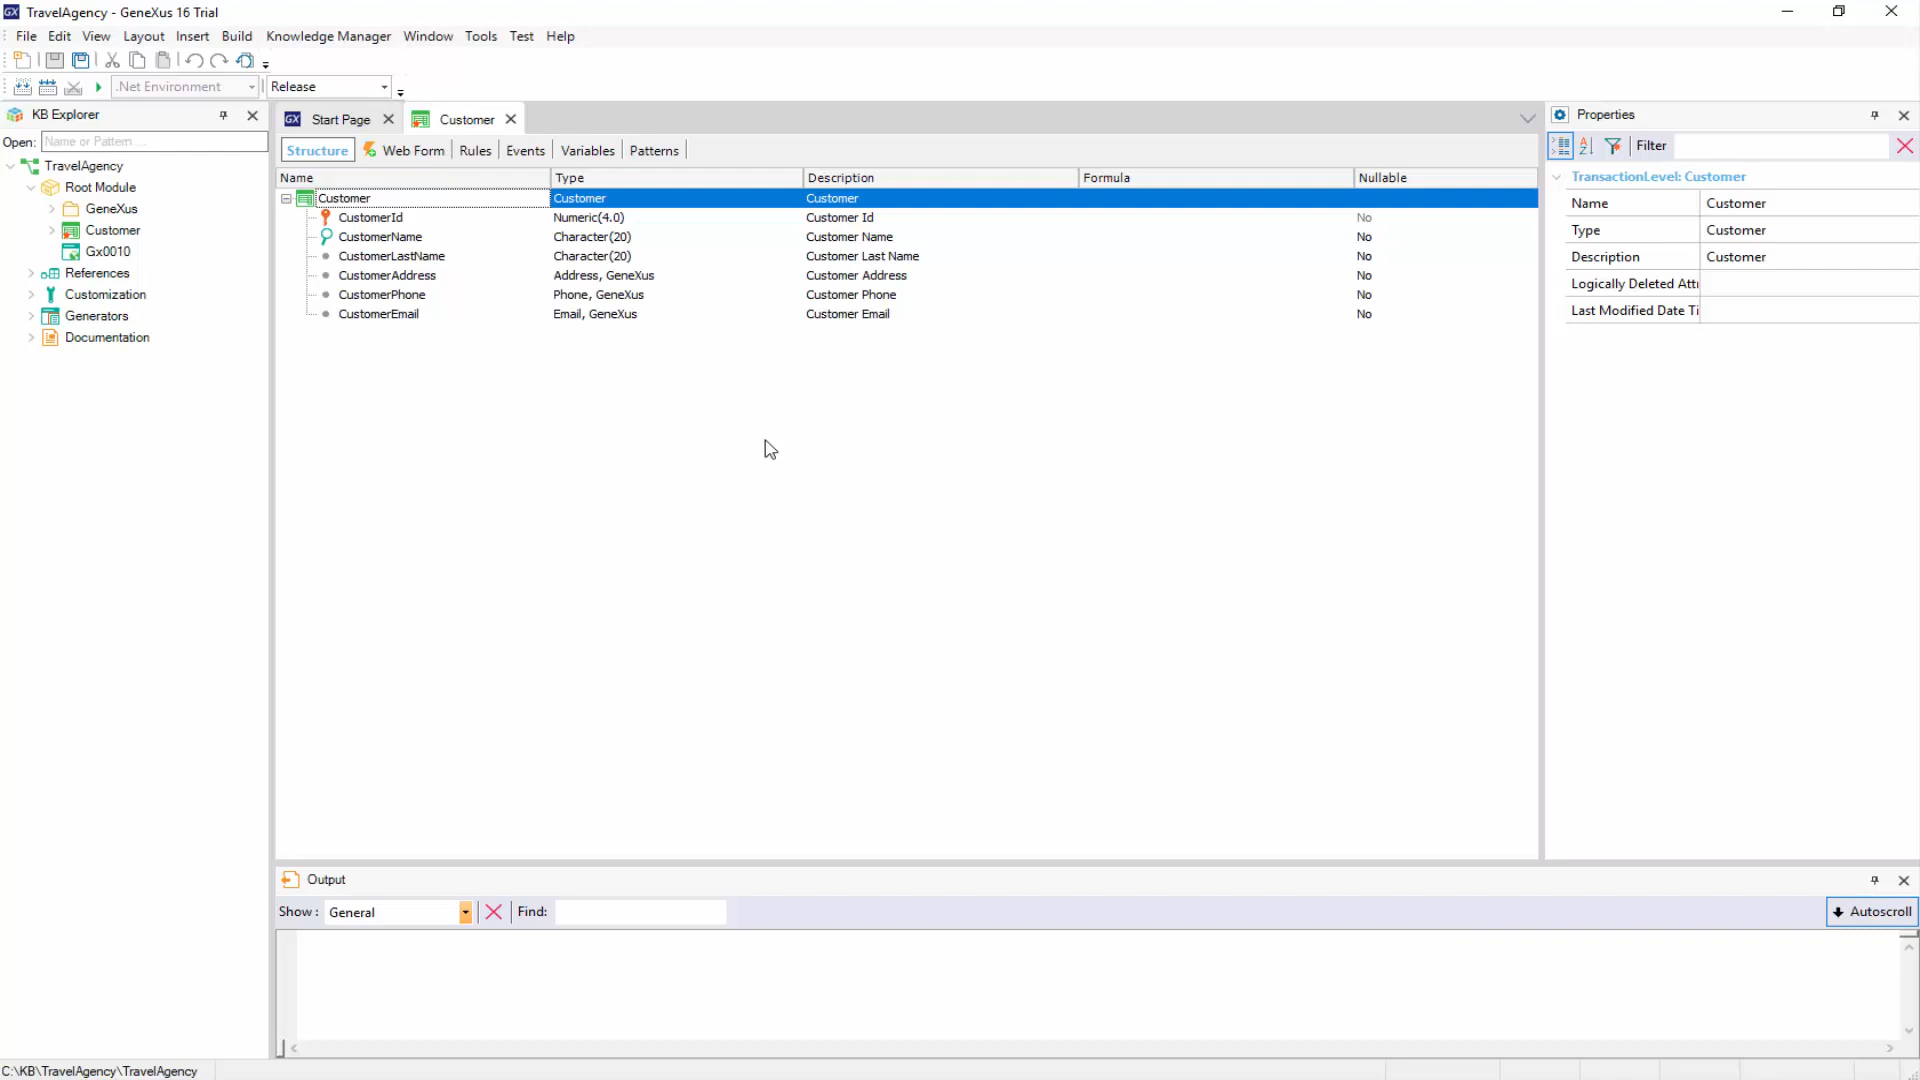 TravelAgency - GeneXus 16 Trial
File Edit View Layout Insert Build Knowledge Manager Window Tools Test Help
.Net Environment Release
KB Explorer
Open: Name or Pattern ...
TravelAgency
Root Module
GeneXus
Customer
Gx0010
References
Customization
Generators
Documentation
GX Start Page Customer
Structure Web Form Rules Events Variables Patterns
Name Type Description Formula Nullable
Customer Customer Customer
CustomerId Numeric(4.0) Customer Id No
CustomerName Character(20) Customer Name No
CustomerLastName Character(20) Customer Last Name No
CustomerAddress Address, GeneXus Customer Address No
CustomerPhone Phone, GeneXus Customer Phone No
CustomerEmail Email, GeneXus Customer Email No
Properties
Filter
TransactionLevel: Customer
Name Customer
Type Customer
Description Customer
Logically Deleted Attri
Last Modified Date Ti
Output
Show : General Find: Autoscroll
C:\KB\TravelAgency\TravelAgency